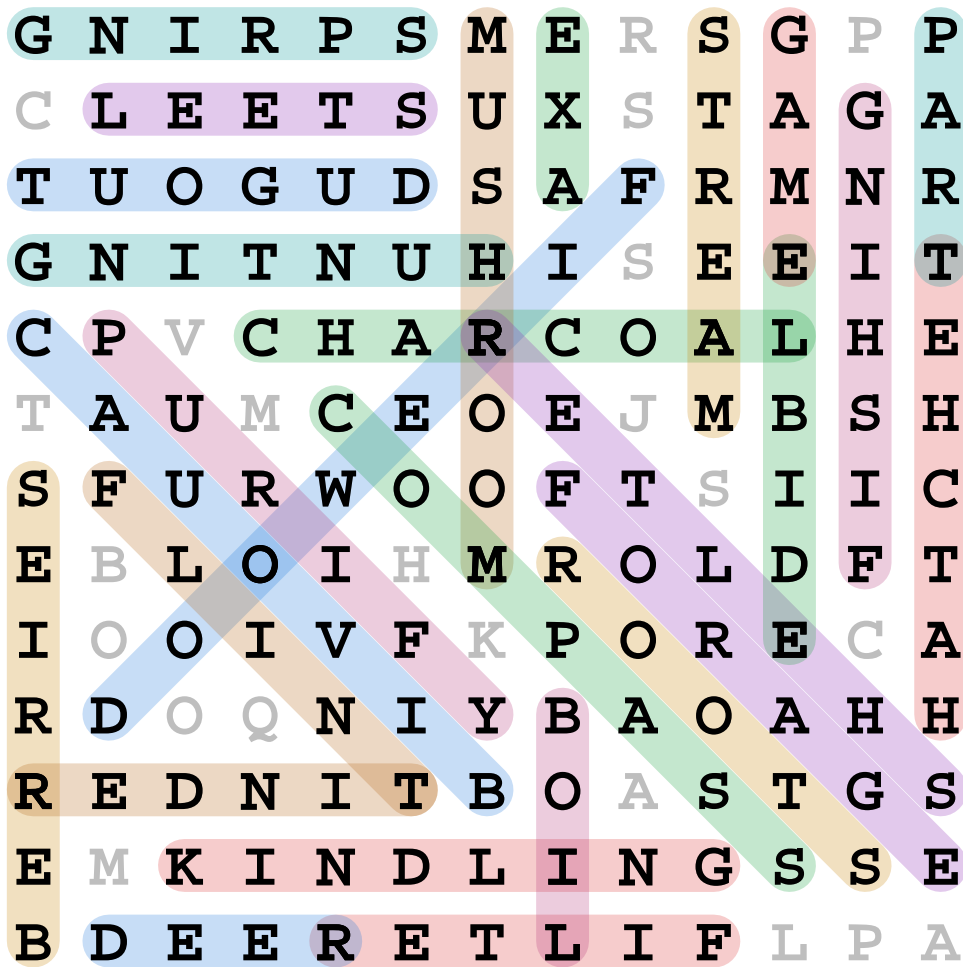 G N I R P S M E R S G P P
C L E E T S U X S T A G A
T U O G U D S A F R M N R
G N I T N U H I S E E I T
C P V C H A R C O A L H E
T A U M C E O E J M B S H
S F U R W O O F T S I I C
E B L O I H M R O L D F T
I O O I V F K P O R E C A
R D O Q N I Y B A O A H H
R E D N I T B O A S T G S
E M K I N D L I N G S S E
B D E E R E T L I F L P A